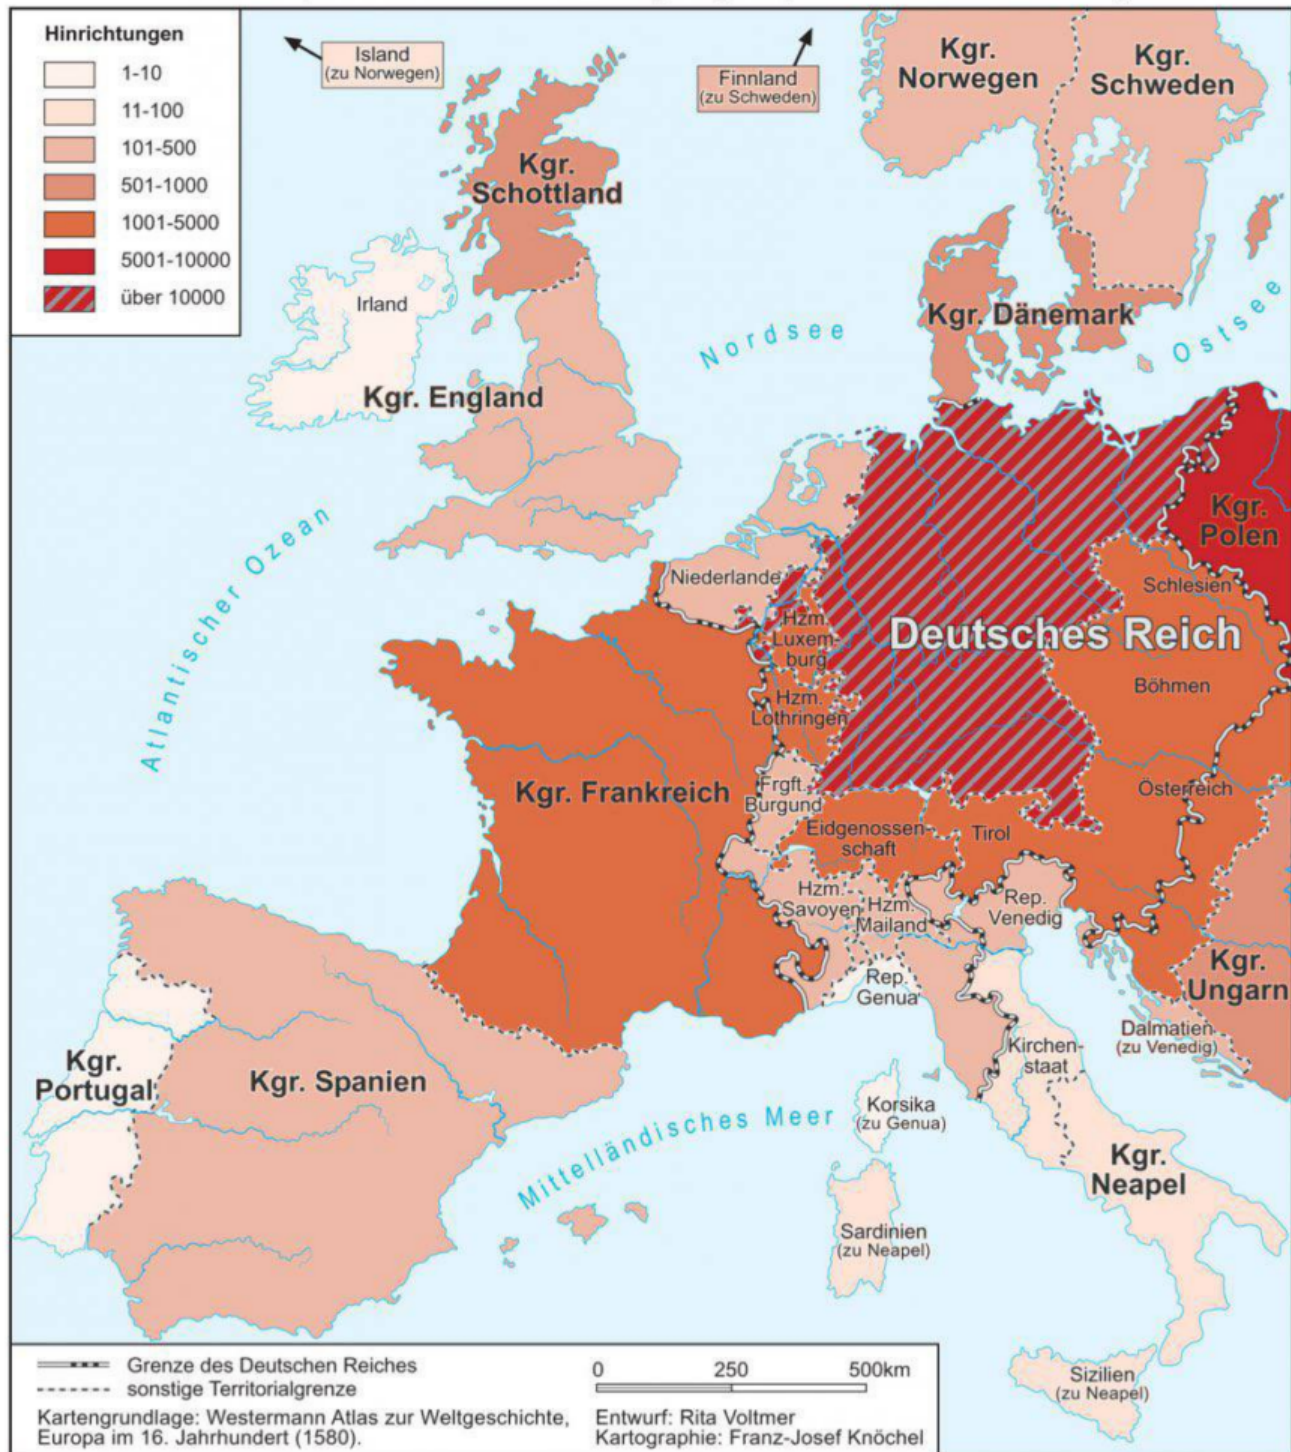 Hinrichtungen
1-10
11-100
101-500
501-1000
1001-5000
5001-10000
über 10000
Island
(zu Norwegen)
Finnland
(zu Schweden)
Kgr.
Norwegen
Kgr.
Schweden
Kgr.
Schottland
Irland
Kgr. England
Nordsee
Kgr. Dänemark
Ostsee
Atlantischer Ozean
Niederlande
Kgr.
Polen
Schlesien
Hzm.
Luxem-
burg
Deutsches Reich
Böhmen
Hzm.
Lothringen
Kgr. Frankreich
Frgft.
Burgund
Österreich
Eidgenossen-
schaft
Tirol
Hzm.
Savoyen
Hzm.
Mailand
Rep.
Venedig
Rep.
Genua
Kgr.
Ungarn
Dalmatien
(zu Venedig)
Kirchen-
staat
Kgr.
Portugal
Kgr. Spanien
Korsika
(zu Genua)
Mittelländisches Meer
Kgr.
Neapel
Sardinien
(zu Neapel)
Sizilien
(zu Neapel)
Grenze des Deutschen Reiches
sonstige Territorialgrenze
0 250 500km
Kartengrundlage: Westermann Atlas zur Weltgeschichte,
Europa im 16. Jahrhundert (1580).
Entwurf: Rita Voltmer
Kartographie: Franz-Josef Knöchel